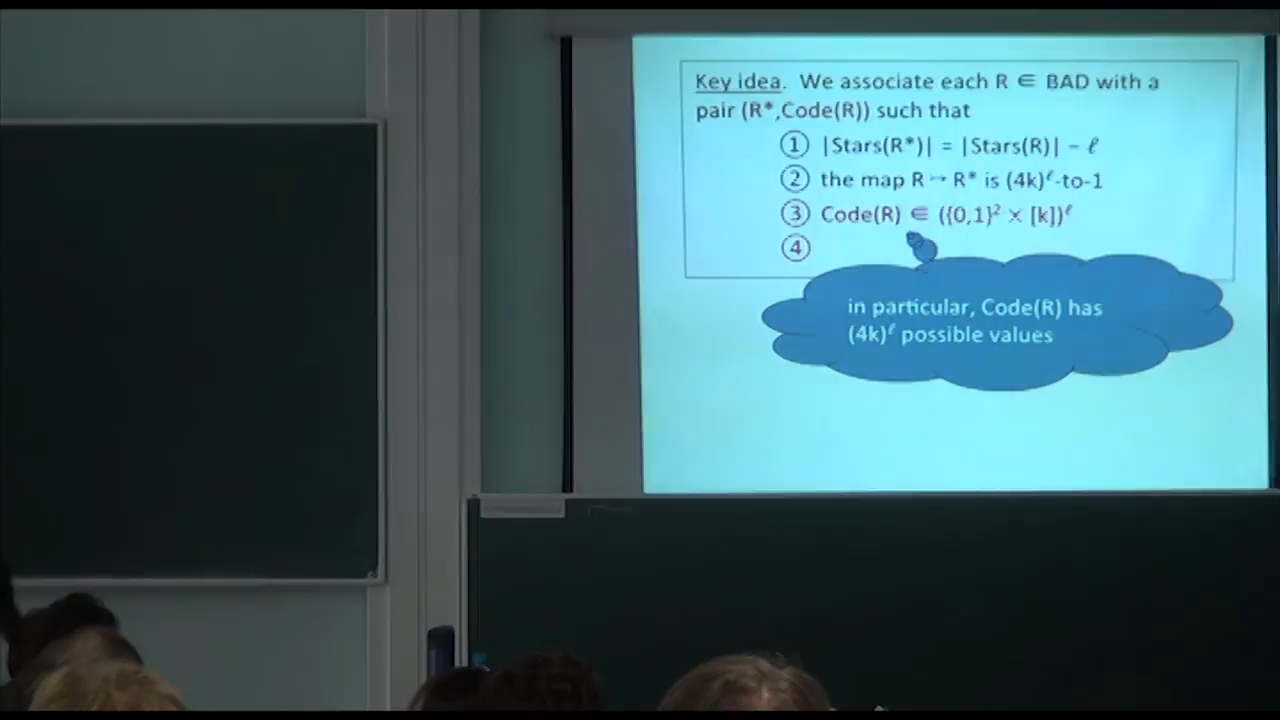 Key idea. We associate each R ∈ BAD with a
pair (R*,Code(R)) such that
① |Stars(R*)| = |Stars(R)| − ℓ
② the map R ↦ R* is (4k)^ℓ-to-1
③ Code(R) ∈ ({0,1}² × [k])^ℓ
④
in particular, Code(R) has
(4k)^ℓ possible values